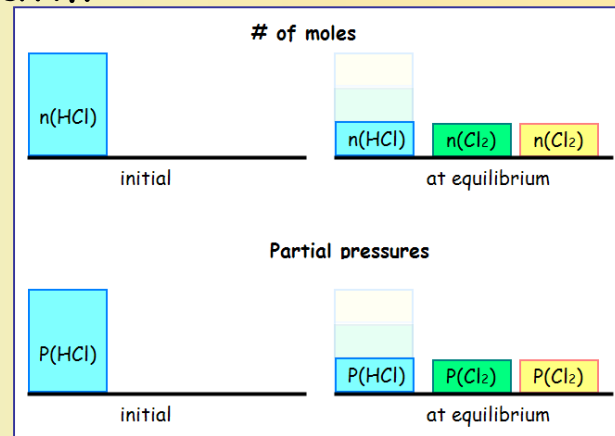 # of moles
n(HCl)
n(HCl) n(Cl₂) n(Cl₂)
initial at equilibrium
Partial pressures
P(HCl)
P(HCl) P(Cl₂) P(Cl₂)
initial at equilibrium